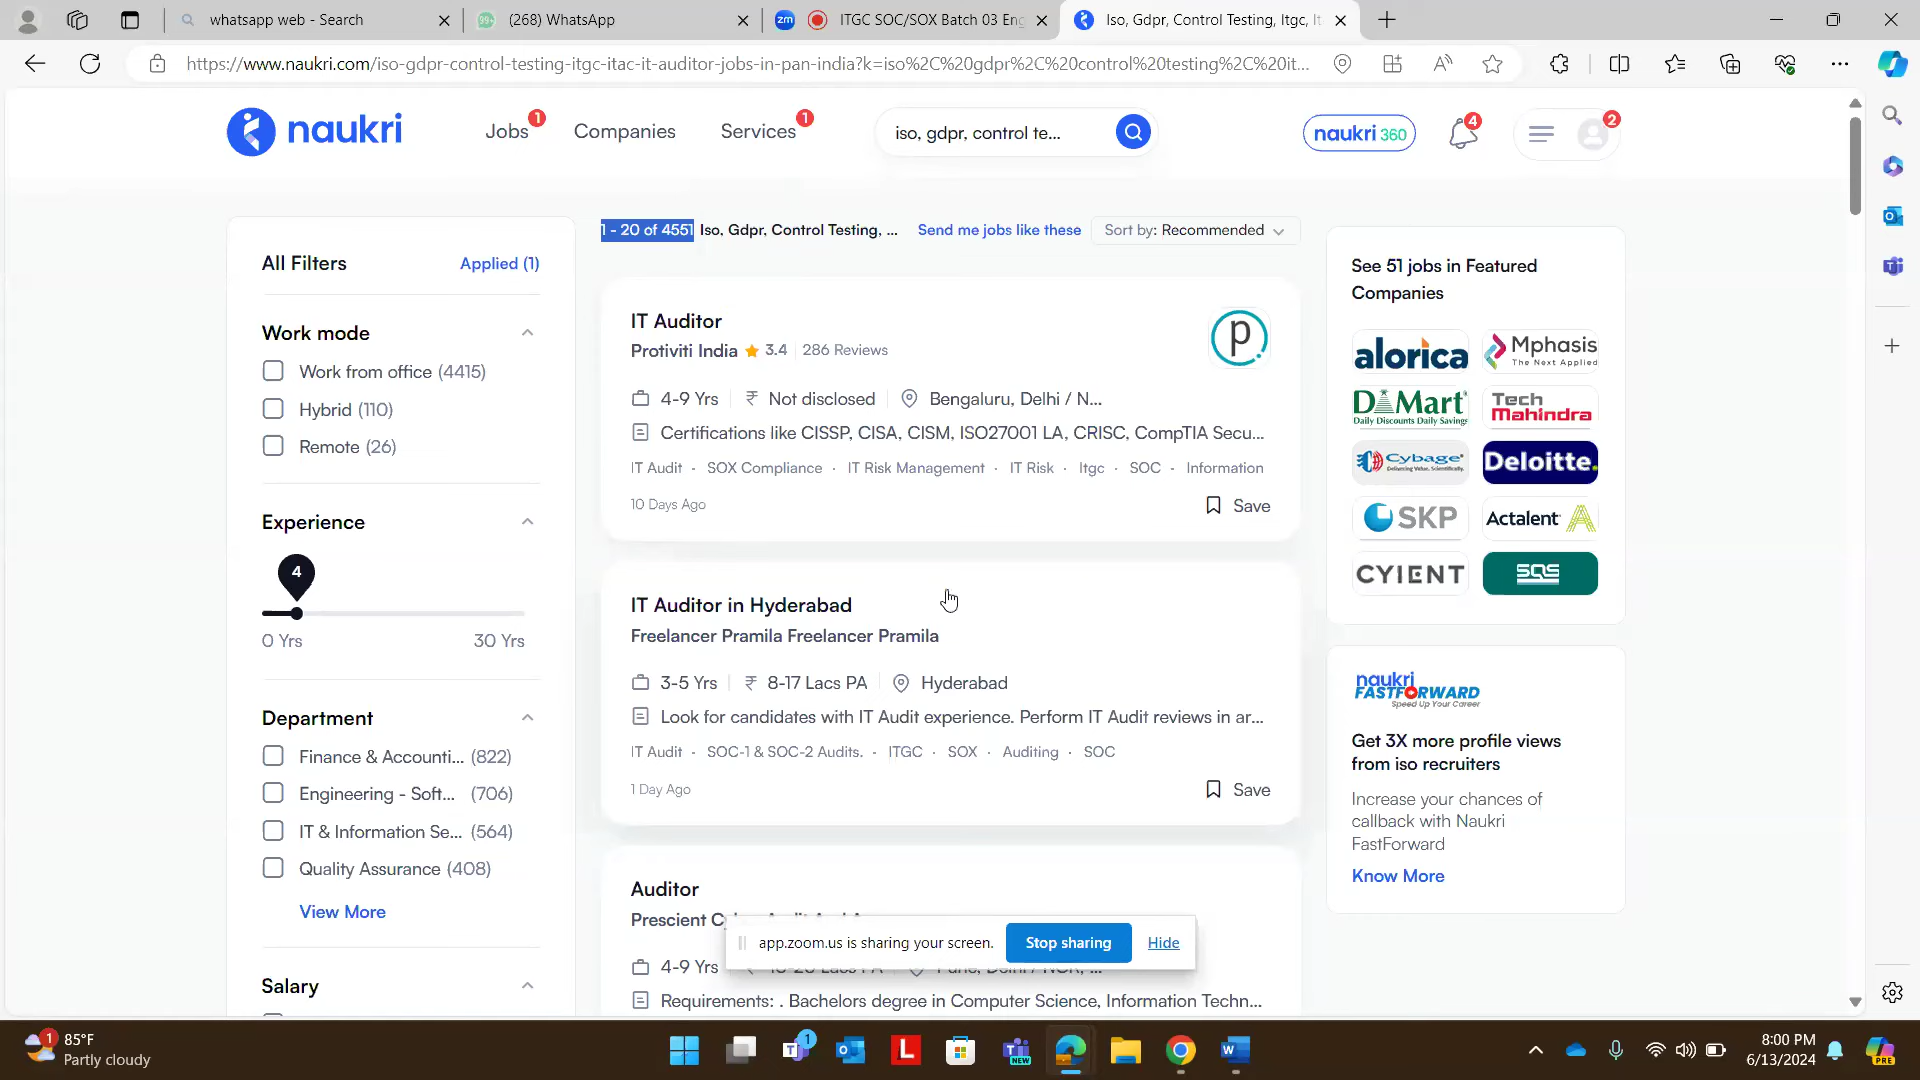 whatsapp web - Search
99+
(268) WhatsApp
zm
ITGC SOC/SOX Batch 03 Eng
Iso, Gdpr, Control Testing, Itgc, It
https://www.naukri.com/iso-gdpr-control-testing-itgc-itac-it-auditor-jobs-in-pan-india?k=iso%2C%20gdpr%2C%20control%20testing%2C%20it...
naukri
Jobs 1
Companies
Services 1
iso, gdpr, control te...
naukri 360
4
2
All Filters
Applied (1)
Work mode
Work from office (4415)
Hybrid (110)
Remote (26)
Experience
4
0 Yrs
30 Yrs
Department
Finance & Accounti... (822)
Engineering - Soft... (706)
IT & Information Se... (564)
Quality Assurance (408)
View More
Salary
1 - 20 of 4551 Iso, Gdpr, Control Testing, ...
Send me jobs like these
Sort by: Recommended
IT Auditor
Protiviti India 3.4 286 Reviews
p
4-9 Yrs ₹ Not disclosed Bengaluru, Delhi / N...
Certifications like CISSP, CISA, CISM, ISO27001 LA, CRISC, CompTIA Secu...
IT Audit · SOX Compliance · IT Risk Management · IT Risk · Itgc · SOC · Information
10 Days Ago
Save
IT Auditor in Hyderabad
Freelancer Pramila Freelancer Pramila
3-5 Yrs ₹ 8-17 Lacs PA Hyderabad
Look for candidates with IT Audit experience. Perform IT Audit reviews in ar...
IT Audit · SOC-1 & SOC-2 Audits. · ITGC · SOX · Auditing · SOC
1 Day Ago
Save
Auditor
Prescient
4-9 Yrs
Requirements: . Bachelors degree in Computer Science, Information Techn...
app.zoom.us is sharing your screen.
Stop sharing
Hide
See 51 jobs in Featured
Companies
alorica
Mphasis
The Next Applied
DMart
Daily Discounts Daily Savings
Tech
Mahindra
Cybage
Delivering Value. Scientifically.
Deloitte.
SKP
Actalent
CYIENT
SQS
naukri
FASTFORWARD
Speed Up Your Career
Get 3X more profile views
from iso recruiters
Increase your chances of
callback with Naukri
FastForward
Know More
1
85°F
Partly cloudy
1
L
NEW
W
8:00 PM
6/13/2024
PRE